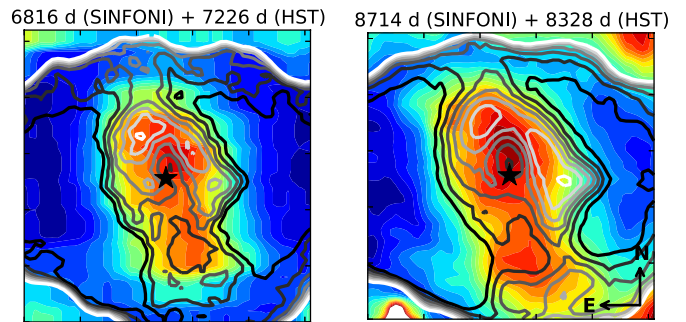 6816 d (SINFONI) + 7226 d (HST)
8714 d (SINFONI) + 8328 d (HST)
N
E